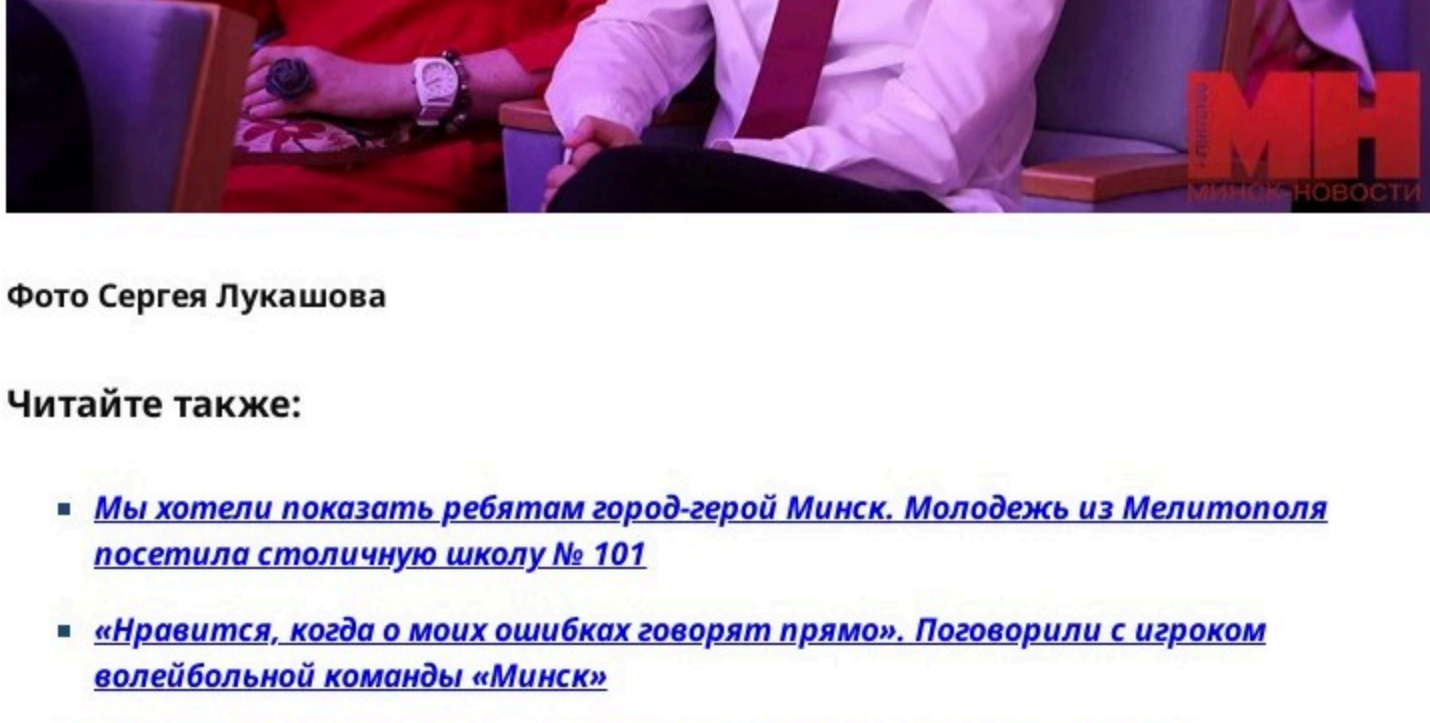 МН
МИНСК-НОВОСТИ
Фото Сергея Лукашова
Читайте также:
Мы хотели показать ребятам город-герой Минск. Молодежь из Мелитополя
посетила столичную школу № 101
«Нравится, когда о моих ошибках говорят прямо». Поговорили с игроком
волейбольной команды «Минск»